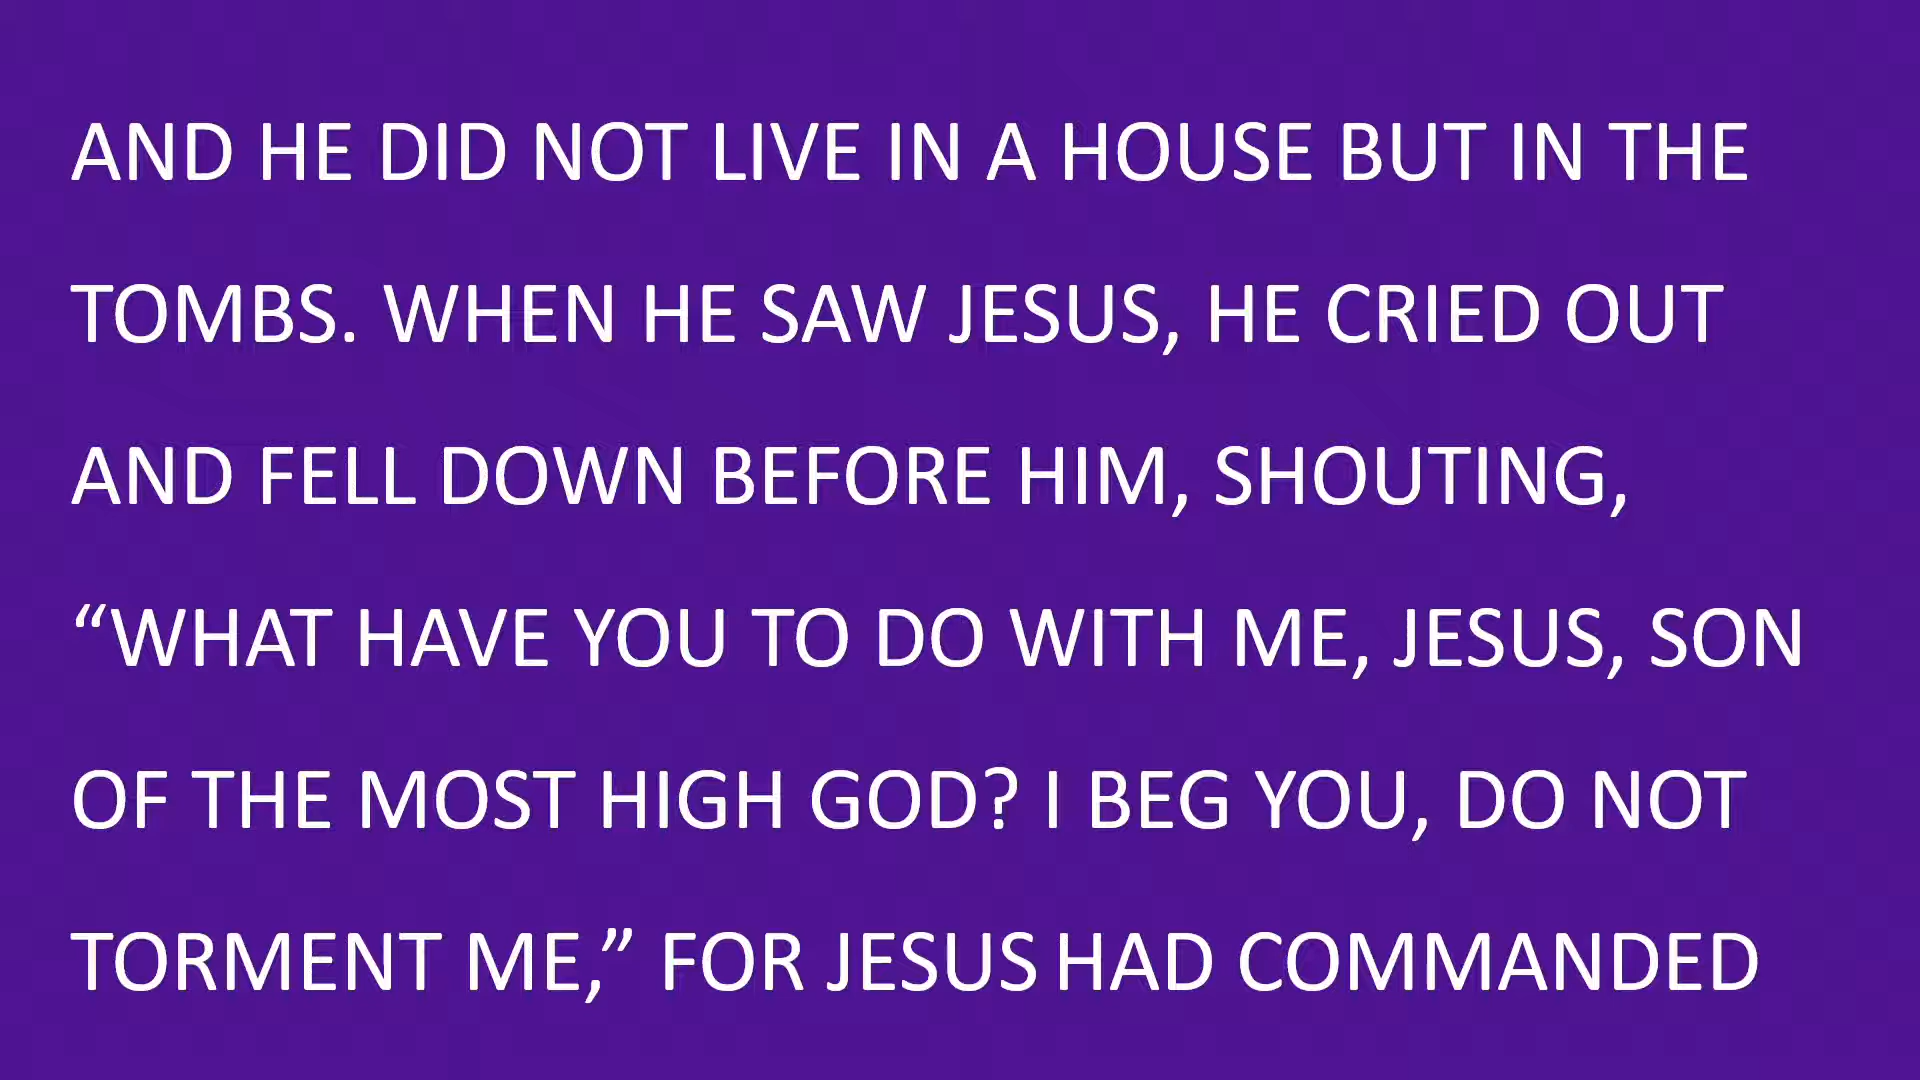 AND HE DID NOT LIVE IN A HOUSE BUT IN THE
TOMBS. WHEN HE SAW JESUS, HE CRIED OUT
AND FELL DOWN BEFORE HIM, SHOUTING,
“WHAT HAVE YOU TO DO WITH ME, JESUS, SON
OF THE MOST HIGH GOD? I BEG YOU, DO NOT
TORMENT ME,” FOR JESUS HAD COMMANDED